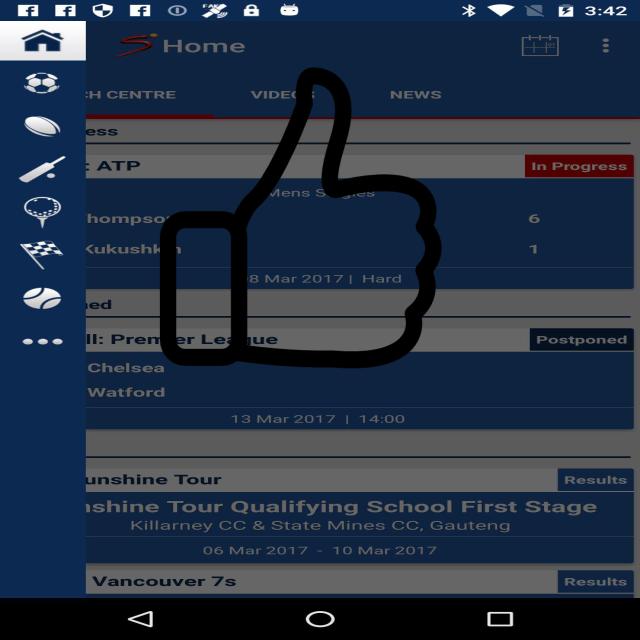 3:42
Home
CH CENTRE VIDEOS NEWS
ess
: ATP In Progress
Mens Singles
hompson 6
Kukushkin 1
08 Mar 2017 | Hard
ned
ll: Premier League Postponed
Chelsea
Watford
13 Mar 2017 | 14:00
unshine Tour Results
nshine Tour Qualifying School First Stage
Killarney CC & State Mines CC, Gauteng
06 Mar 2017 - 10 Mar 2017
Vancouver 7s Results